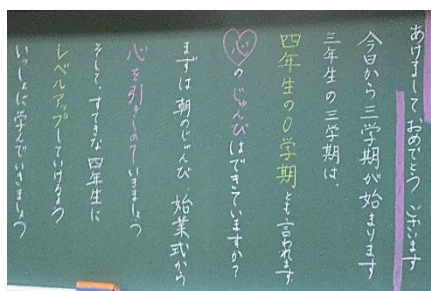 あけまして おめでとう ございます
今日から三学期が始まります
三年生の三学期は、
四年生の０学期とも言われます
心の じゅんびはできていますか？
まずは朝のじゅんび 始業式から
心を引きしめていきましょう
そして、すてきな四年生に
レベルアップしていけるよう
いっしょに学んでいきましょう